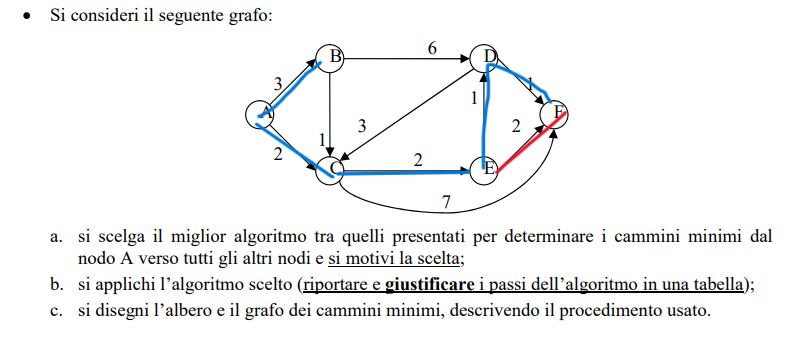 • Si consideri il seguente grafo:
6
B
D
3
1
1
A
F
3
2
1
2
2
C
E
7
a. si scelga il miglior algoritmo tra quelli presentati per determinare i cammini minimi dal
nodo A verso tutti gli altri nodi e si motivi la scelta;
b. si applichi l’algoritmo scelto (riportare e giustificare i passi dell’algoritmo in una tabella);
c. si disegni l’albero e il grafo dei cammini minimi, descrivendo il procedimento usato.